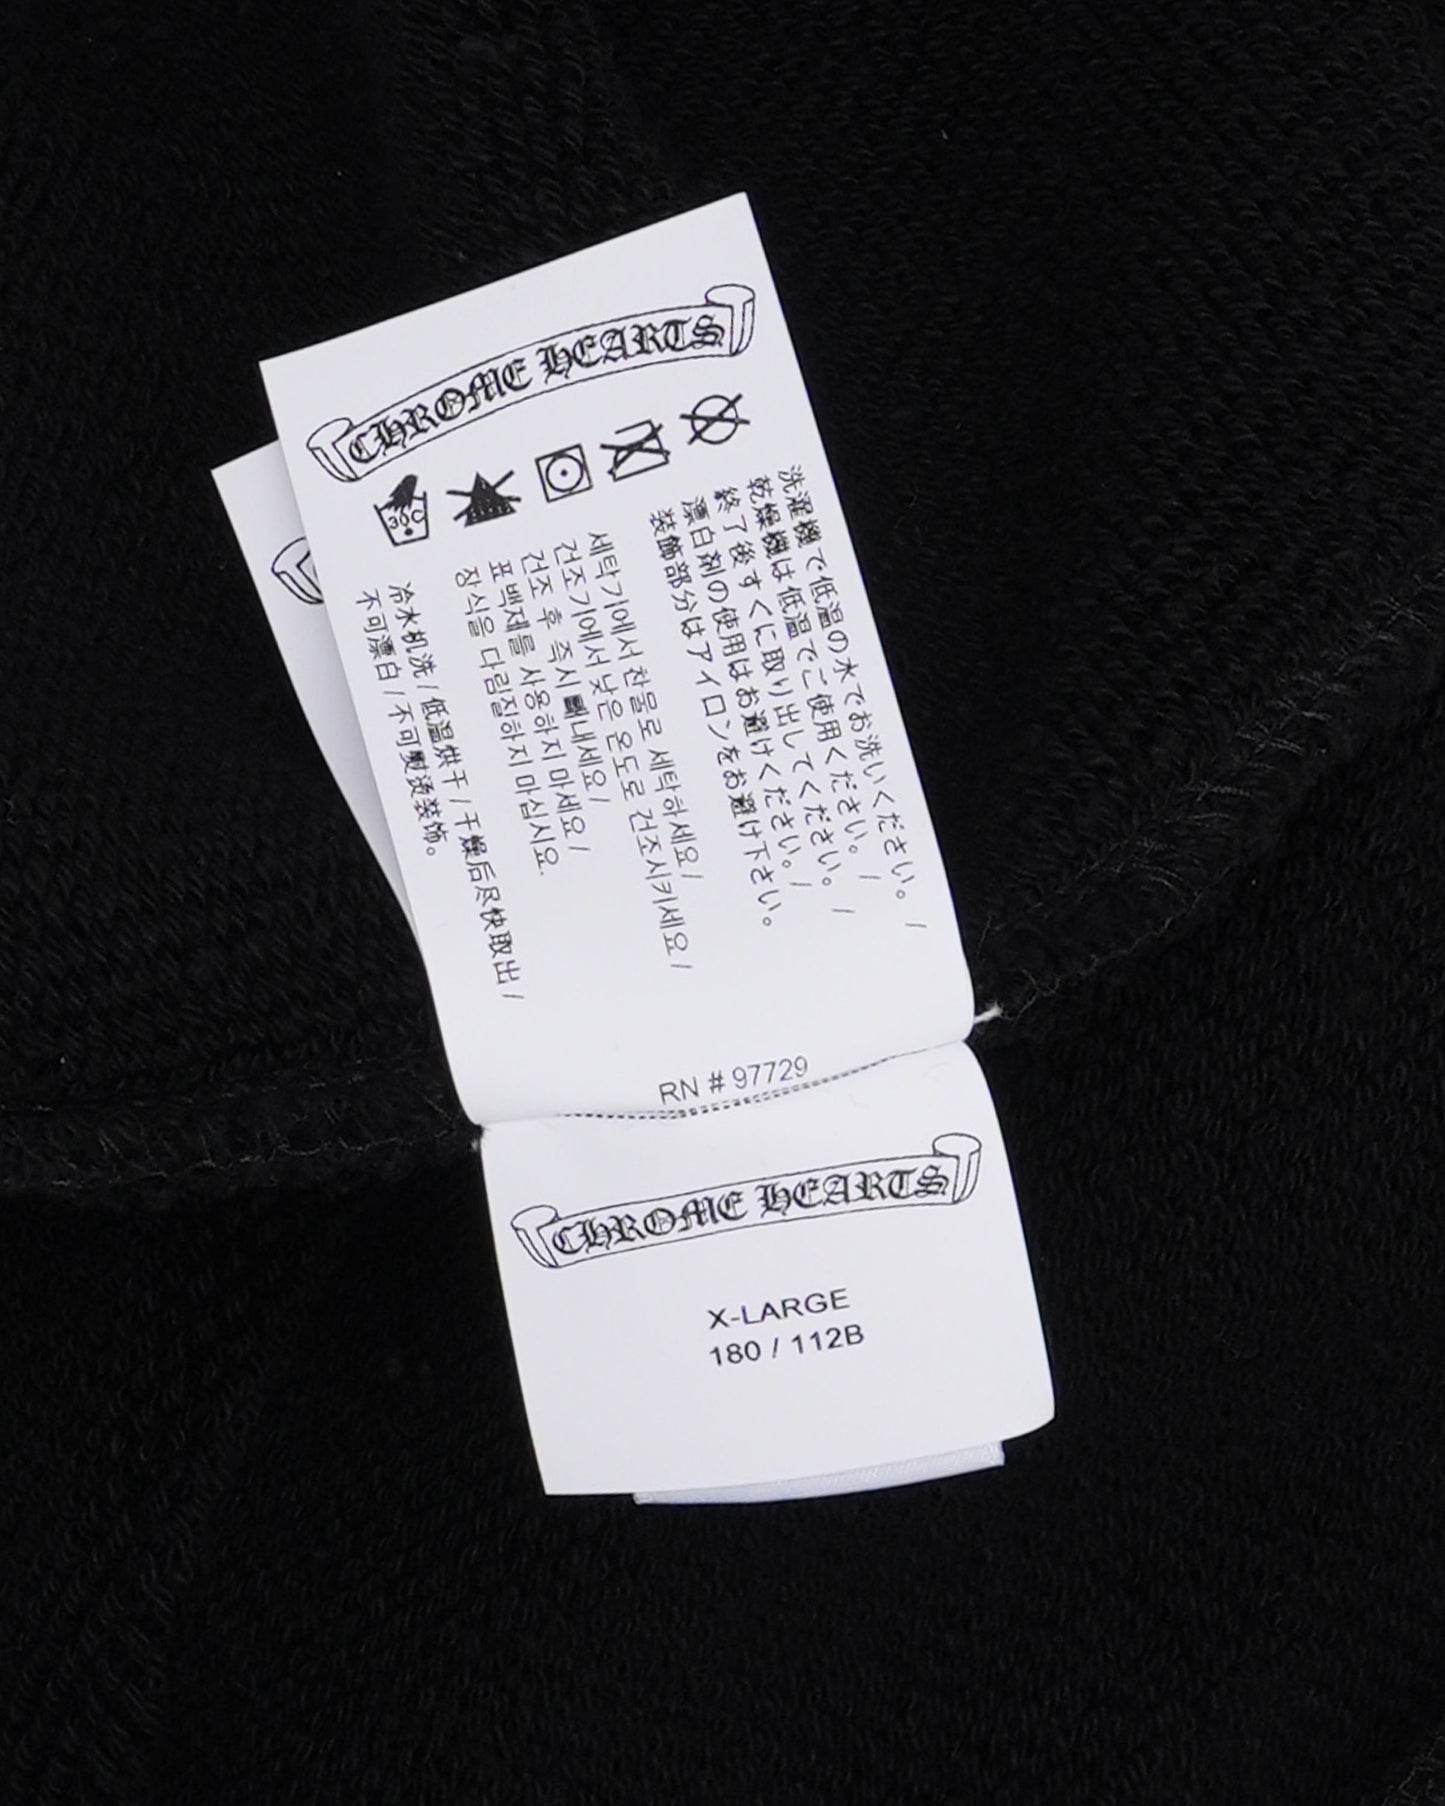 CHROME HEARTS
30C
洗濯機で低温の水でお洗いください。 /
乾燥機は低温でご使用ください。 /
終了後すぐに取り出してください。 /
漂白剤の使用はお避けください。 /
装飾部分はアイロンをお避け下さい。
세탁기에서 찬물로 세탁하세요 /
건조기에서 낮은 온도로 건조시키세요 /
건조 후 즉시 빼내세요 /
표백제를 사용하지 마세요 /
장식을 다림질하지 마십시요.
冷水机洗 / 低温烘干 / 干燥后尽快取出 /
不可漂白 / 不可熨烫装饰。
RN # 97729
CHROME HEARTS
X-LARGE
180 / 112B